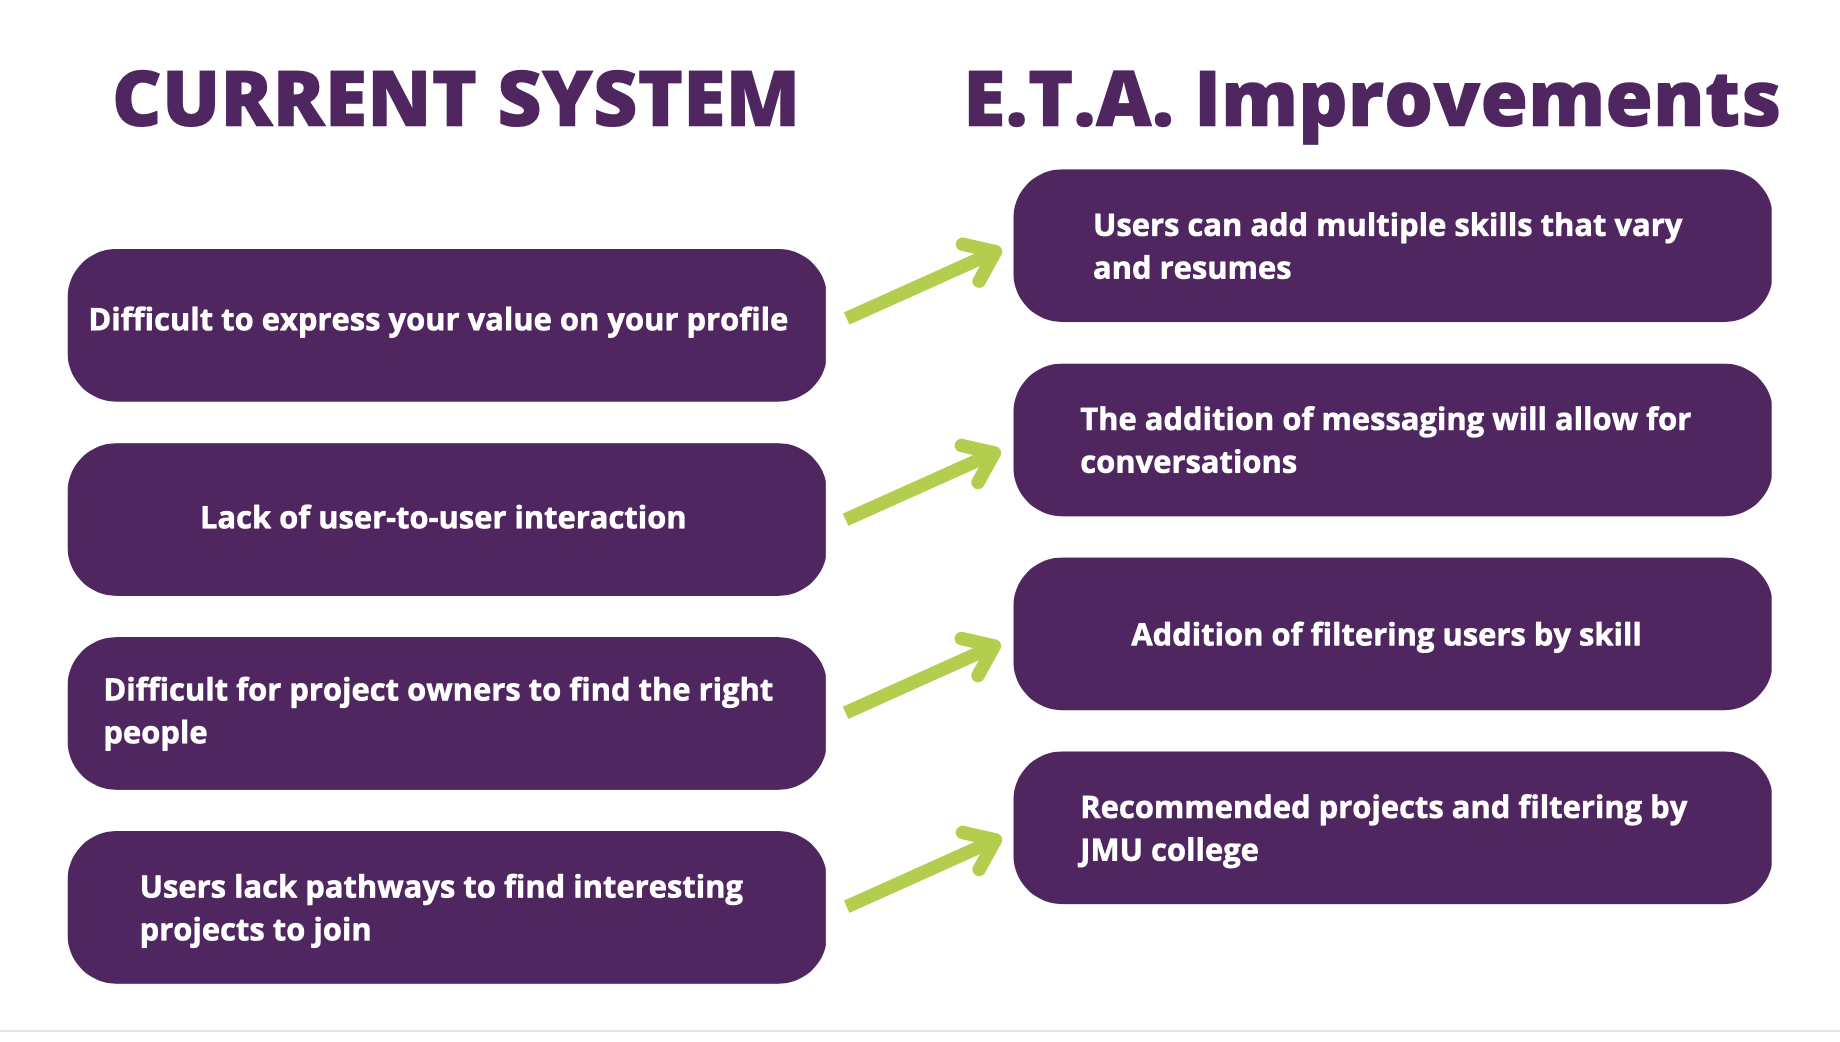 CURRENT SYSTEM
E.T.A. Improvements
Difficult to express your value on your profile
Users can add multiple skills that vary
and resumes
Lack of user-to-user interaction
The addition of messaging will allow for
conversations
Difficult for project owners to find the right
people
Addition of filtering users by skill
Users lack pathways to find interesting
projects to join
Recommended projects and filtering by
JMU college